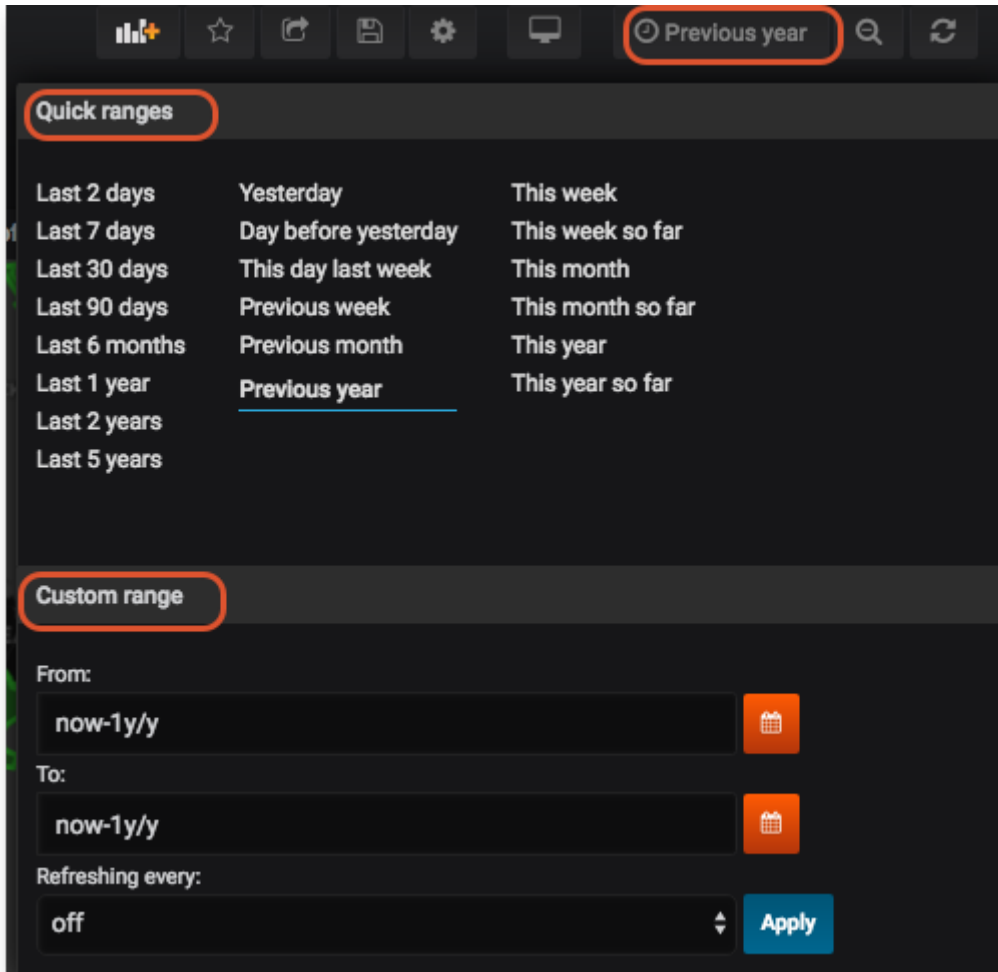 Previous year
Quick ranges
Last 2 days Yesterday This week
Last 7 days Day before yesterday This week so far
Last 30 days This day last week This month
Last 90 days Previous week This month so far
Last 6 months Previous month This year
Last 1 year Previous year This year so far
Last 2 years
Last 5 years
Custom range
From:
now-1y/y
To:
now-1y/y
Refreshing every:
off Apply